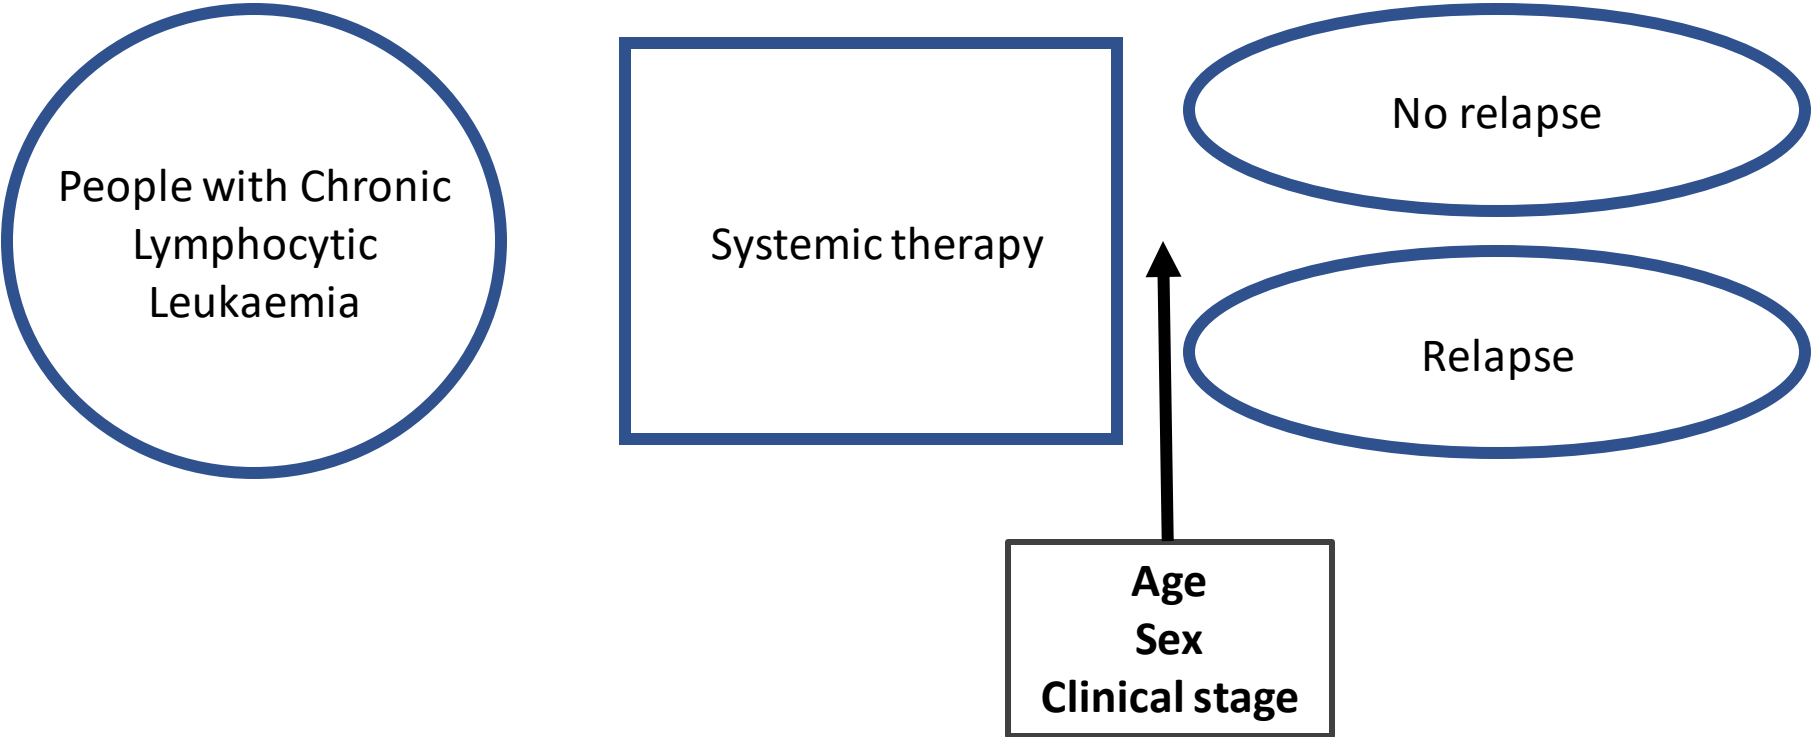 People with Chronic
Lymphocytic
Leukaemia
Systemic therapy
No relapse
Relapse
Age
Sex
Clinical stage